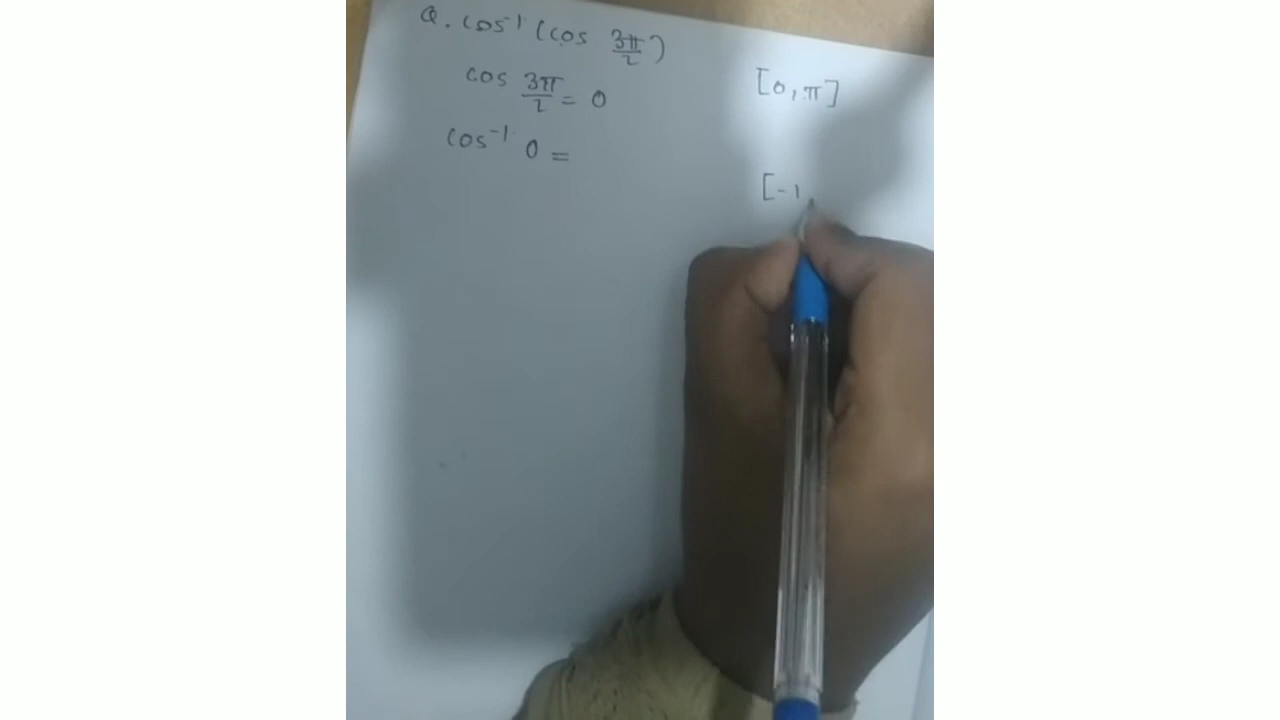 Q. cos⁻¹ (cos 3π/2)
cos 3π/2 = 0
[0, π]
cos⁻¹ 0 =
[-1,